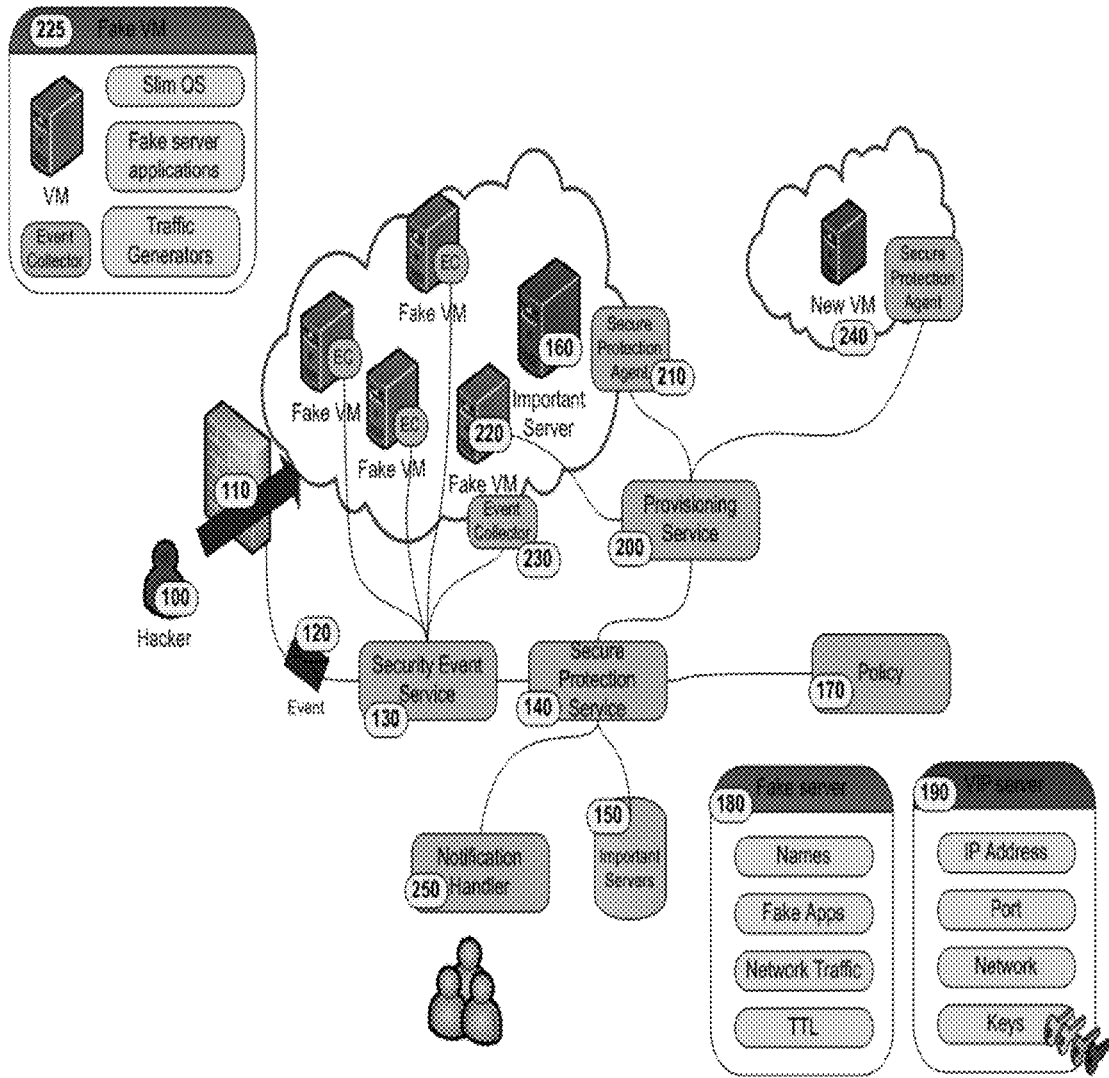 225
Fake VM
Slim OS
VM
Fake server
applications
Event
Collector
Traffic
Generators
EC
Fake VM
EC
Fake VM
EC
Fake VM
220
Fake VM
160
Important
Server
Secure
Protection
Agent
210
New VM
240
Secure
Protection
Agent
110
100
Hacker
Event
Collector
230
Provisioning
Service
200
120
Event
Security Event
Service
130
Secure
Protection
Service
140
Policy
170
Notification
Handler
250
150
Important
Servers
180
Fake server
Names
Fake Apps
Network Traffic
TTL
190
VIP server
IP Address
Port
Network
Keys